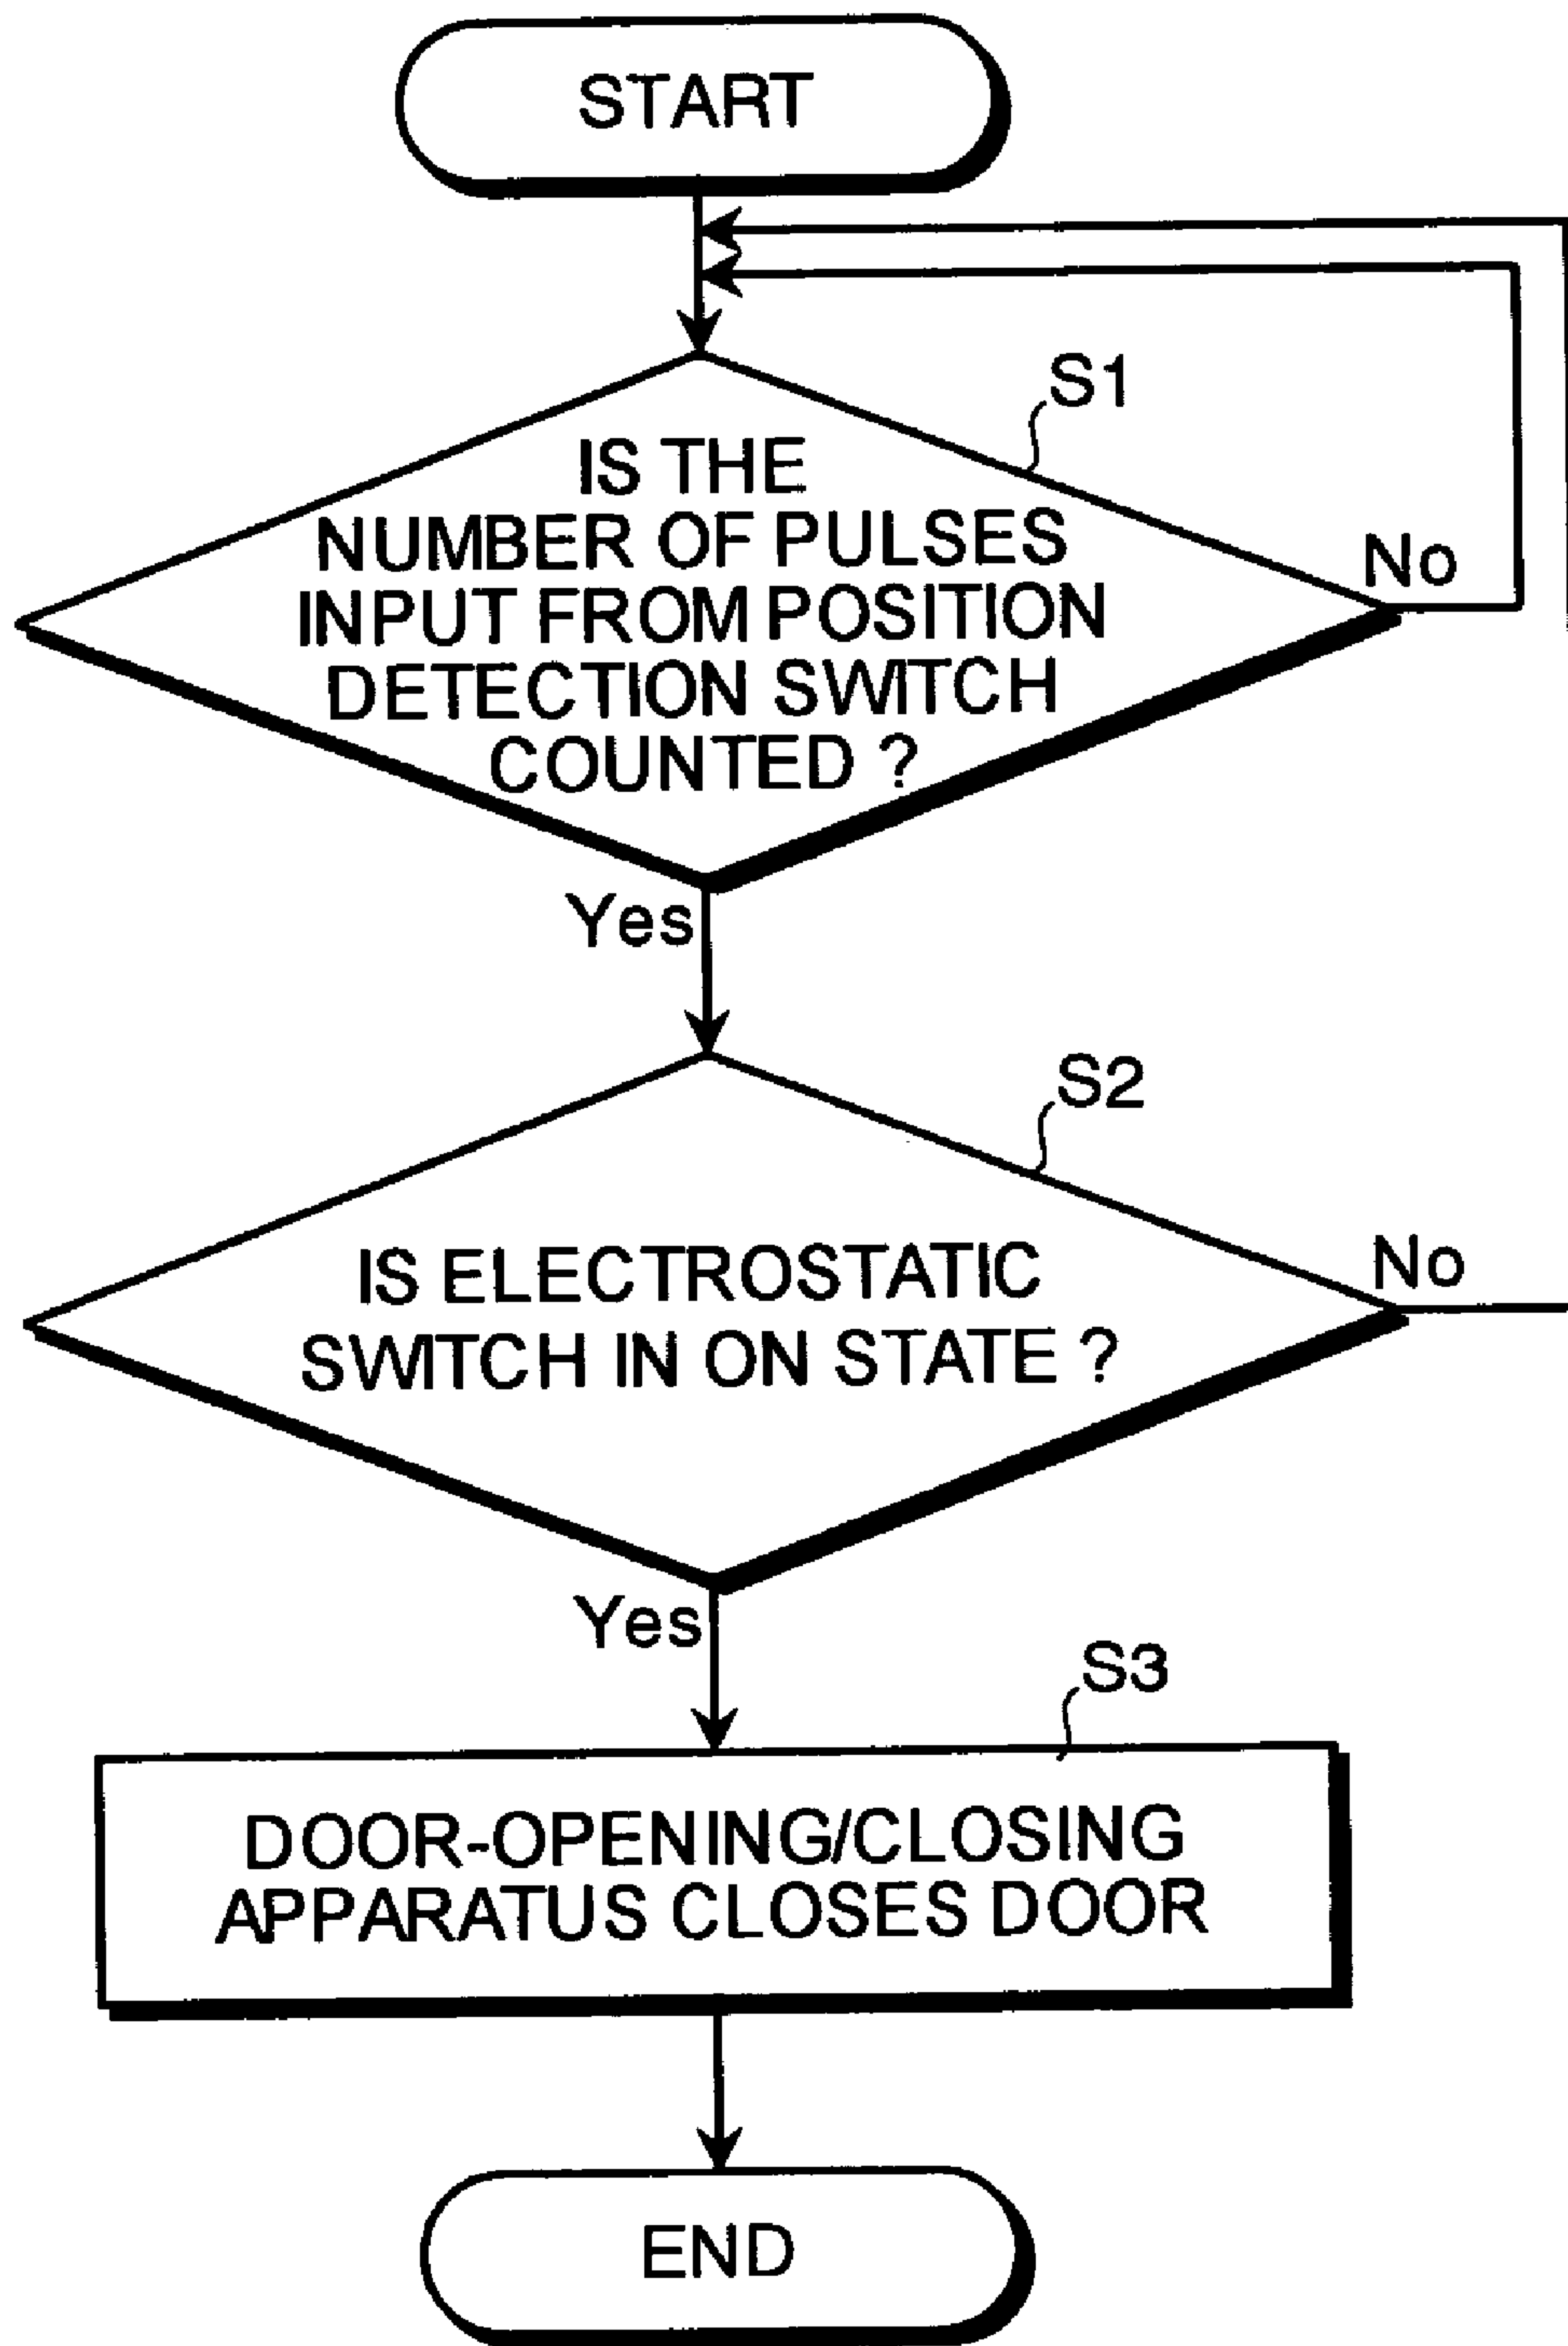 START
S1
IS THE
NUMBER OF PULSES
INPUT FROM POSITION
DETECTION SWITCH
COUNTED ?
No
Yes
S2
IS ELECTROSTATIC
SWITCH IN ON STATE ?
No
Yes
S3
DOOR-OPENING/CLOSING
APPARATUS CLOSES DOOR
END